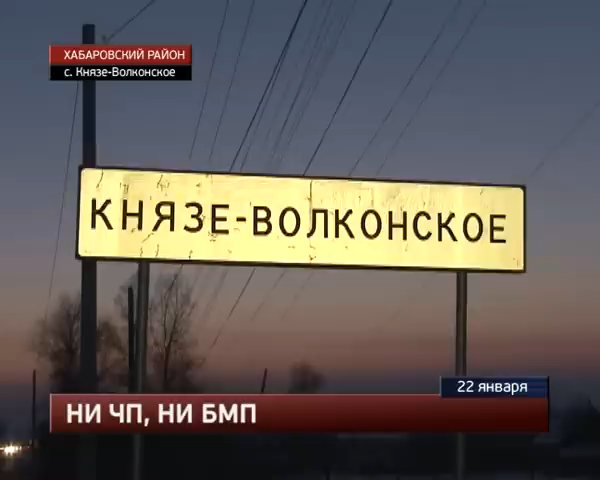 ХАБАРОВСКИЙ РАЙОН
с. Князе-Волконское
КНЯЗЕ-ВОЛКОНСКОЕ
22 января
НИ ЧП, НИ БМП